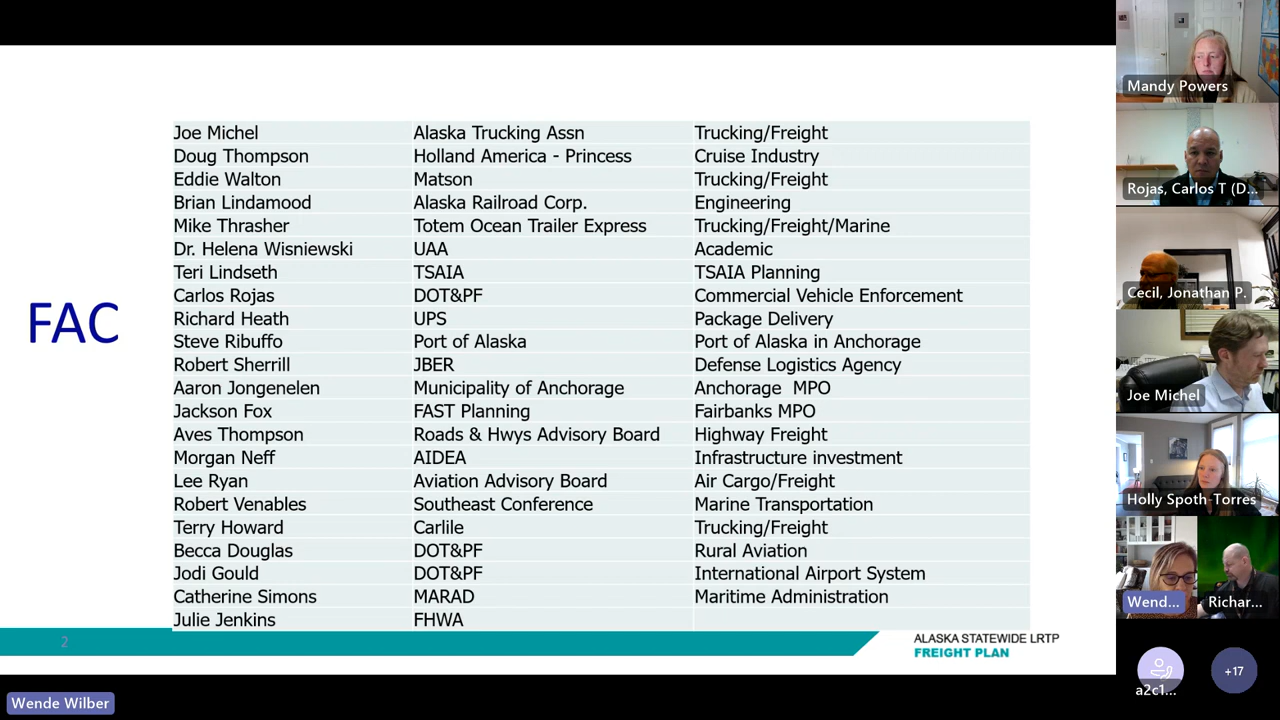 FAC
Joe Michel Alaska Trucking Assn Trucking/Freight
Doug Thompson Holland America - Princess Cruise Industry
Eddie Walton Matson Trucking/Freight
Brian Lindamood Alaska Railroad Corp. Engineering
Mike Thrasher Totem Ocean Trailer Express Trucking/Freight/Marine
Dr. Helena Wisniewski UAA Academic
Teri Lindseth TSAIA TSAIA Planning
Carlos Rojas DOT&PF Commercial Vehicle Enforcement
Richard Heath UPS Package Delivery
Steve Ribuffo Port of Alaska Port of Alaska in Anchorage
Robert Sherrill JBER Defense Logistics Agency
Aaron Jongenelen Municipality of Anchorage Anchorage MPO
Jackson Fox FAST Planning Fairbanks MPO
Aves Thompson Roads & Hwys Advisory Board Highway Freight
Morgan Neff AIDEA Infrastructure investment
Lee Ryan Aviation Advisory Board Air Cargo/Freight
Robert Venables Southeast Conference Marine Transportation
Terry Howard Carlile Trucking/Freight
Becca Douglas DOT&PF Rural Aviation
Jodi Gould DOT&PF International Airport System
Catherine Simons MARAD Maritime Administration
Julie Jenkins FHWA
2
ALASKA STATEWIDE LRTP
FREIGHT PLAN
Wende Wilber
Mandy Powers
Rojas, Carlos T (D...
Cecil, Jonathan P.
Joe Michel
Holly Spoth-Torres
Wend... Richar...
a2c1... +17